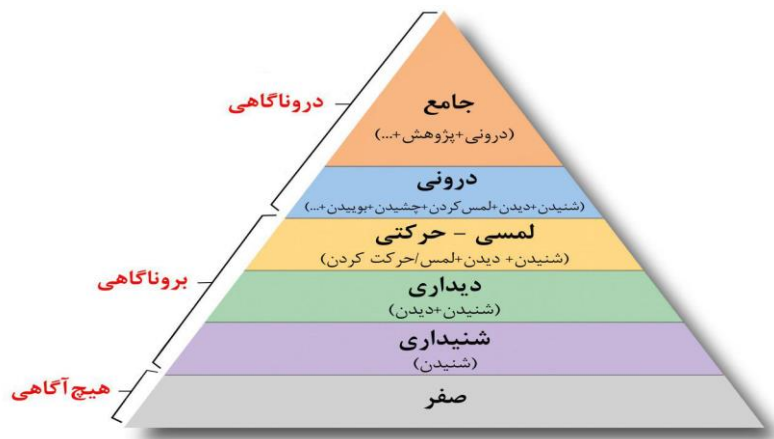 جامع
(درونی+پژوهش+...)
درونی
(شنیدن+دیدن+لمس‌کردن+چشیدن+بوییدن+...)
لمسی – حرکتی
(شنیدن+ دیدن+لمس/حرکت کردن)
دیداری
(شنیدن+دیدن)
شنیداری
(شنیدن)
صفر
دروناگاهی
بروناگاهی
هیچ‌آگاهی